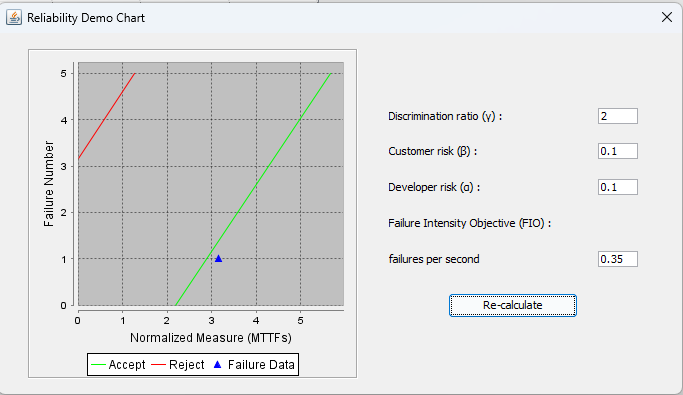 Reliability Demo Chart
5
4
3
2
1
0
Failure Number
0 1 2 3 4 5
Normalized Measure (MTTFs)
Accept Reject Failure Data
Discrimination ratio (γ) : 2
Customer risk (β) : 0.1
Developer risk (α) : 0.1
Failure Intensity Objective (FIO) :
failures per second 0.35
Re-calculate